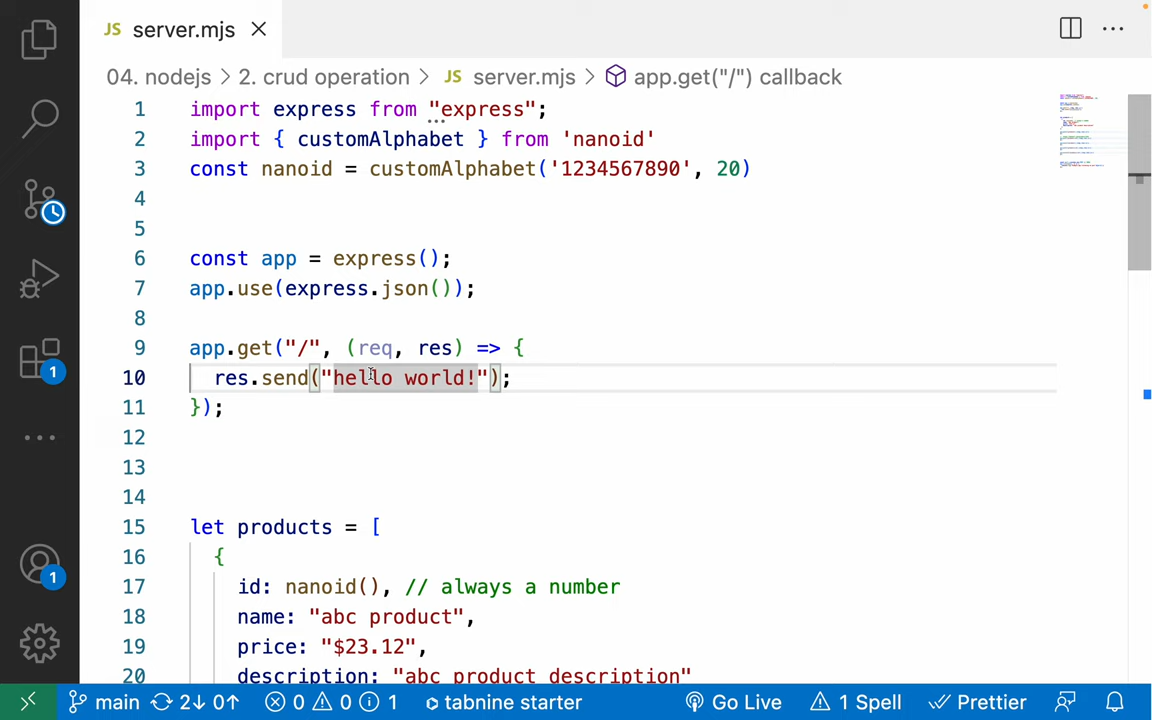 JS server.mjs
04. nodejs > 2. crud operation > JS server.mjs > app.get("/") callback
1 import express from "express";
2 import { customAlphabet } from 'nanoid'
3 const nanoid = customAlphabet('1234567890', 20)
4
5
6 const app = express();
7 app.use(express.json());
8
9 app.get("/", (req, res) => {
10 res.send("hello world!");
11 });
12
13
14
15 let products = [
16 {
17 id: nanoid(), // always a number
18 name: "abc product",
19 price: "$23.12",
20 description: "abc product description"
1
1
main 2↓ 0↑ 0 0 1 tabnine starter Go Live 1 Spell Prettier